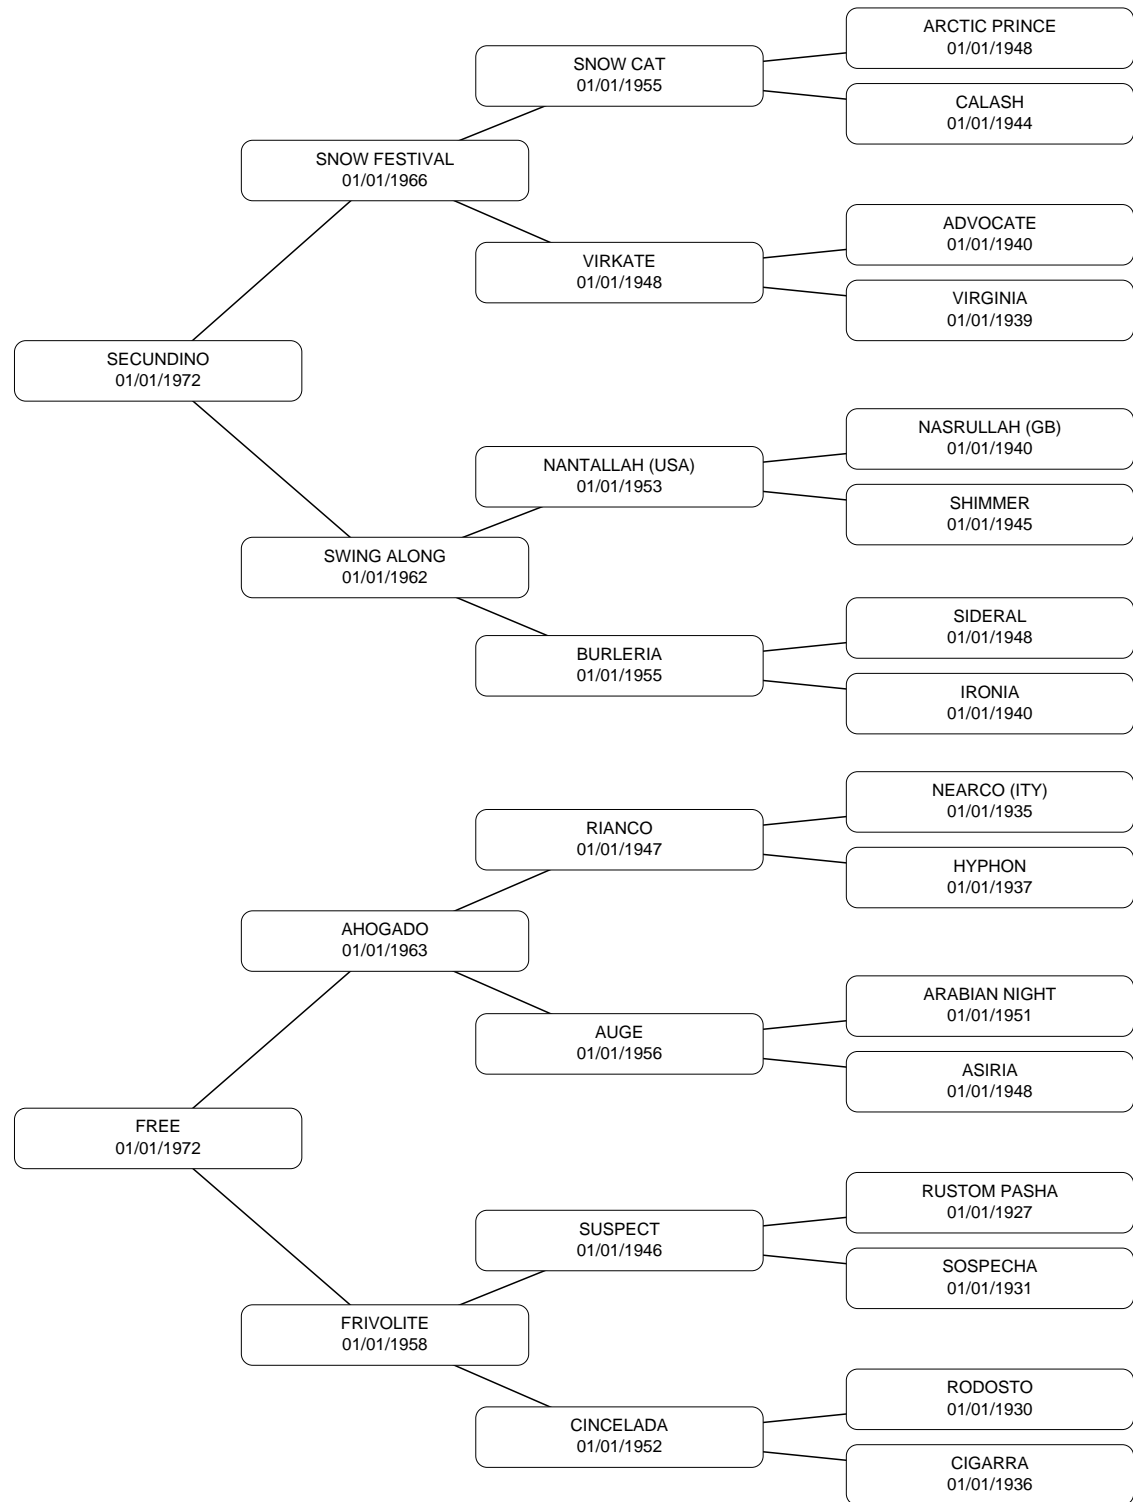 ARCTIC PRINCE
01/01/1948
SNOW CAT
01/01/1955
CALASH
01/01/1944
SNOW FESTIVAL
01/01/1966
ADVOCATE
01/01/1940
VIRKATE
01/01/1948
VIRGINIA
01/01/1939
SECUNDINO
01/01/1972
NASRULLAH (GB)
01/01/1940
NANTALLAH (USA)
01/01/1953
SHIMMER
01/01/1945
SWING ALONG
01/01/1962
SIDERAL
01/01/1948
BURLERIA
01/01/1955
IRONIA
01/01/1940
NEARCO (ITY)
01/01/1935
RIANCO
01/01/1947
HYPHON
01/01/1937
AHOGADO
01/01/1963
ARABIAN NIGHT
01/01/1951
AUGE
01/01/1956
ASIRIA
01/01/1948
FREE
01/01/1972
RUSTOM PASHA
01/01/1927
SUSPECT
01/01/1946
SOSPECHA
01/01/1931
FRIVOLITE
01/01/1958
RODOSTO
01/01/1930
CINCELADA
01/01/1952
CIGARRA
01/01/1936